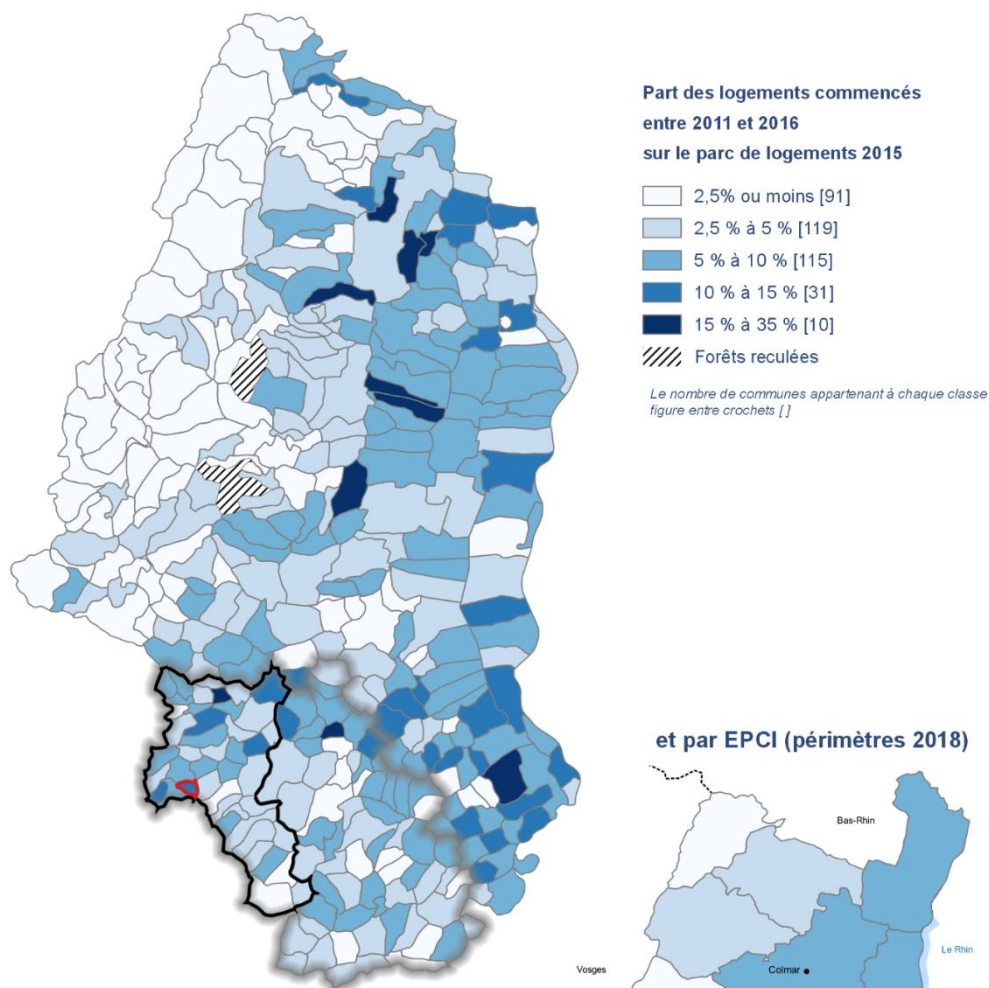 Part des logements commencés
entre 2011 et 2016
sur le parc de logements 2015
2,5% ou moins [91]
2,5 % à 5 % [119]
5 % à 10 % [115]
10 % à 15 % [31]
15 % à 35 % [10]
Forêts reculées
Le nombre de communes appartenant à chaque classe
figure entre crochets [ ]
et par EPCI (périmètres 2018)
Bas-Rhin
Le Rhin
Vosges
Colmar